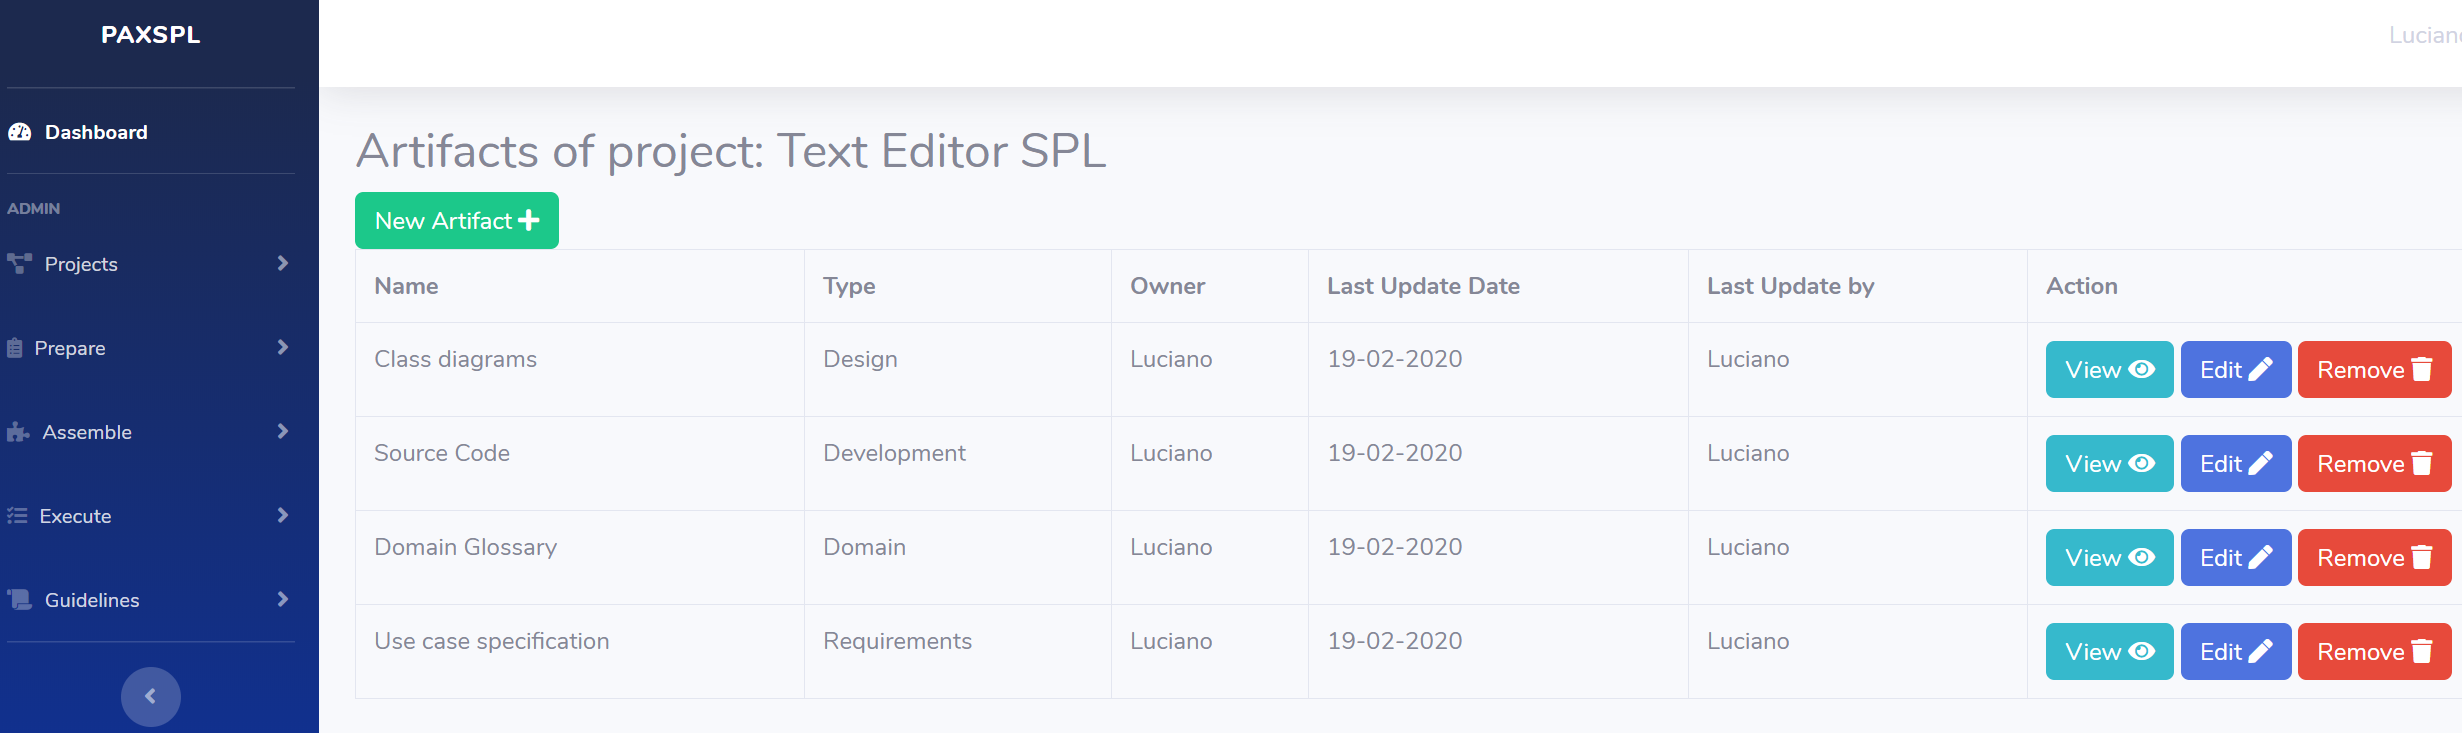 PAXSPL
Lucian
Dashboard
ADMIN
Projects
Prepare
Assemble
Execute
Guidelines
Artifacts of project: Text Editor SPL
New Artifact
Name Type Owner Last Update Date Last Update by Action
Class diagrams Design Luciano 19-02-2020 Luciano View Edit Remove
Source Code Development Luciano 19-02-2020 Luciano View Edit Remove
Domain Glossary Domain Luciano 19-02-2020 Luciano View Edit Remove
Use case specification Requirements Luciano 19-02-2020 Luciano View Edit Remove